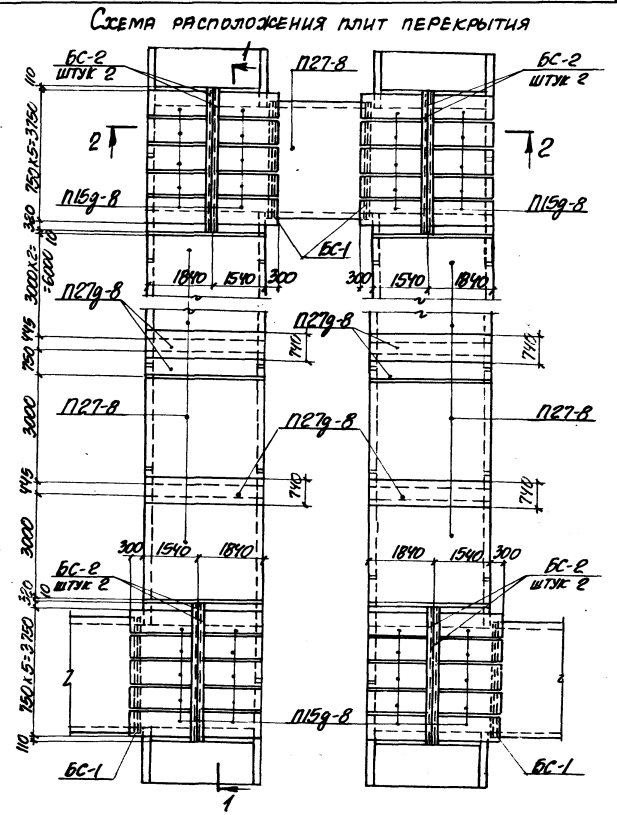 Схема расположения плит перекрытия
БС-2
штук 2
1
П27-8
БС-2
штук 2
110
750х5=3750
2
2
П15g-8
П15g-8
320
БС-1
10
3000х2=
=6000
1840
1540
300
300
1540
1840
П27g-8
П27g-8
445
740
740
750
3000
П27-8
П27-8
П27g-8
445
740
740
3000
300
1540
1840
1840
1540
300
БС-2
штук 2
БС-2
штук 2
320
10
750х5=3750
П15g-8
110
БС-1
БС-1
1